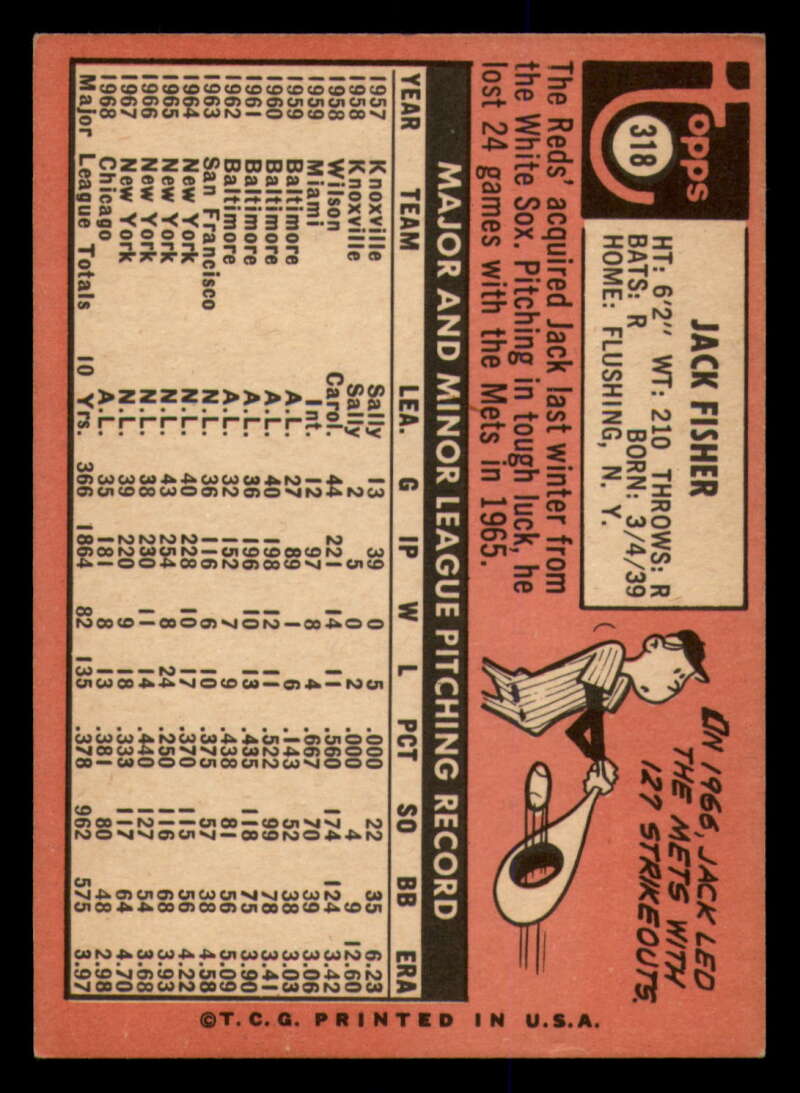 Topps
318
JACK FISHER
HT: 6'2" WT: 210 THROWS: R
BATS: R BORN: 3/4/39
HOME: FLUSHING, N. Y.
The Reds' acquired Jack last winter from
the White Sox. Pitching in tough luck, he
lost 24 games with the Mets in 1965.
IN 1966, JACK LED
THE METS WITH
127 STRIKEOUTS.
MAJOR AND MINOR LEAGUE PITCHING RECORD
YEAR TEAM LEA. G IP W L PCT SO BB ERA
1957 Knoxville Sally 13 39 0 5 .000 22 35 6.23
1958 Knoxville Sally 2 5 0 2 .000 4 9 12.60
1958 Wilson Carol. 44 221 14 11 .560 174 124 3.42
1959 Miami Int. 12 97 8 4 .667 70 39 3.06
1959 Baltimore A.L. 27 89 1 6 .143 52 38 3.03
1960 Baltimore A.L. 40 198 12 11 .522 99 78 3.41
1961 Baltimore A.L. 36 196 10 13 .435 118 75 3.90
1962 Baltimore A.L. 32 152 7 9 .438 81 56 5.09
1963 San Francisco N.L. 36 116 6 10 .375 57 38 4.58
1964 New York N.L. 40 228 10 17 .370 115 56 4.22
1965 New York N.L. 43 254 8 24 .250 116 68 3.93
1966 New York N.L. 38 230 11 14 .440 127 54 3.68
1967 New York N.L. 39 220 9 18 .333 117 64 4.70
1968 Chicago A.L. 35 181 8 13 .381 80 48 2.98
Major League Totals 10 Yrs. 366 1864 82 135 .378 962 575 3.97
©T.C.G. PRINTED IN U.S.A.